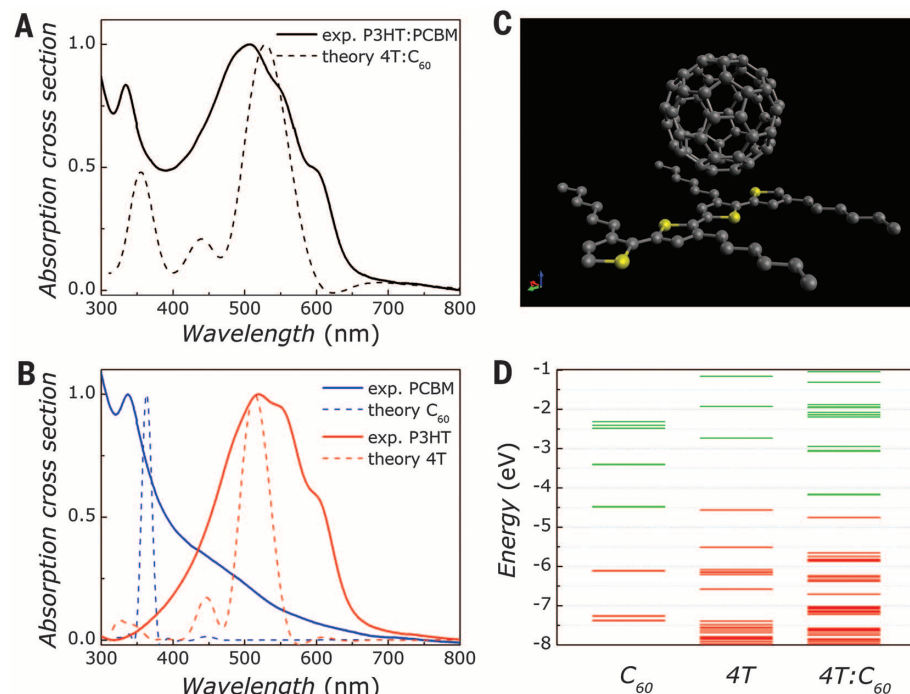 A
Absorption cross section
1.0
0.5
0.0
exp. P3HT:PCBM
theory 4T:C60
300 400 500 600 700 800
Wavelength (nm)
B
Absorption cross section
1.0
0.5
0.0
exp. PCBM
theory C60
exp. P3HT
theory 4T
300 400 500 600 700 800
Wavelength (nm)
C
D
Energy (eV)
-1
-2
-3
-4
-5
-6
-7
-8
C60 4T 4T:C60